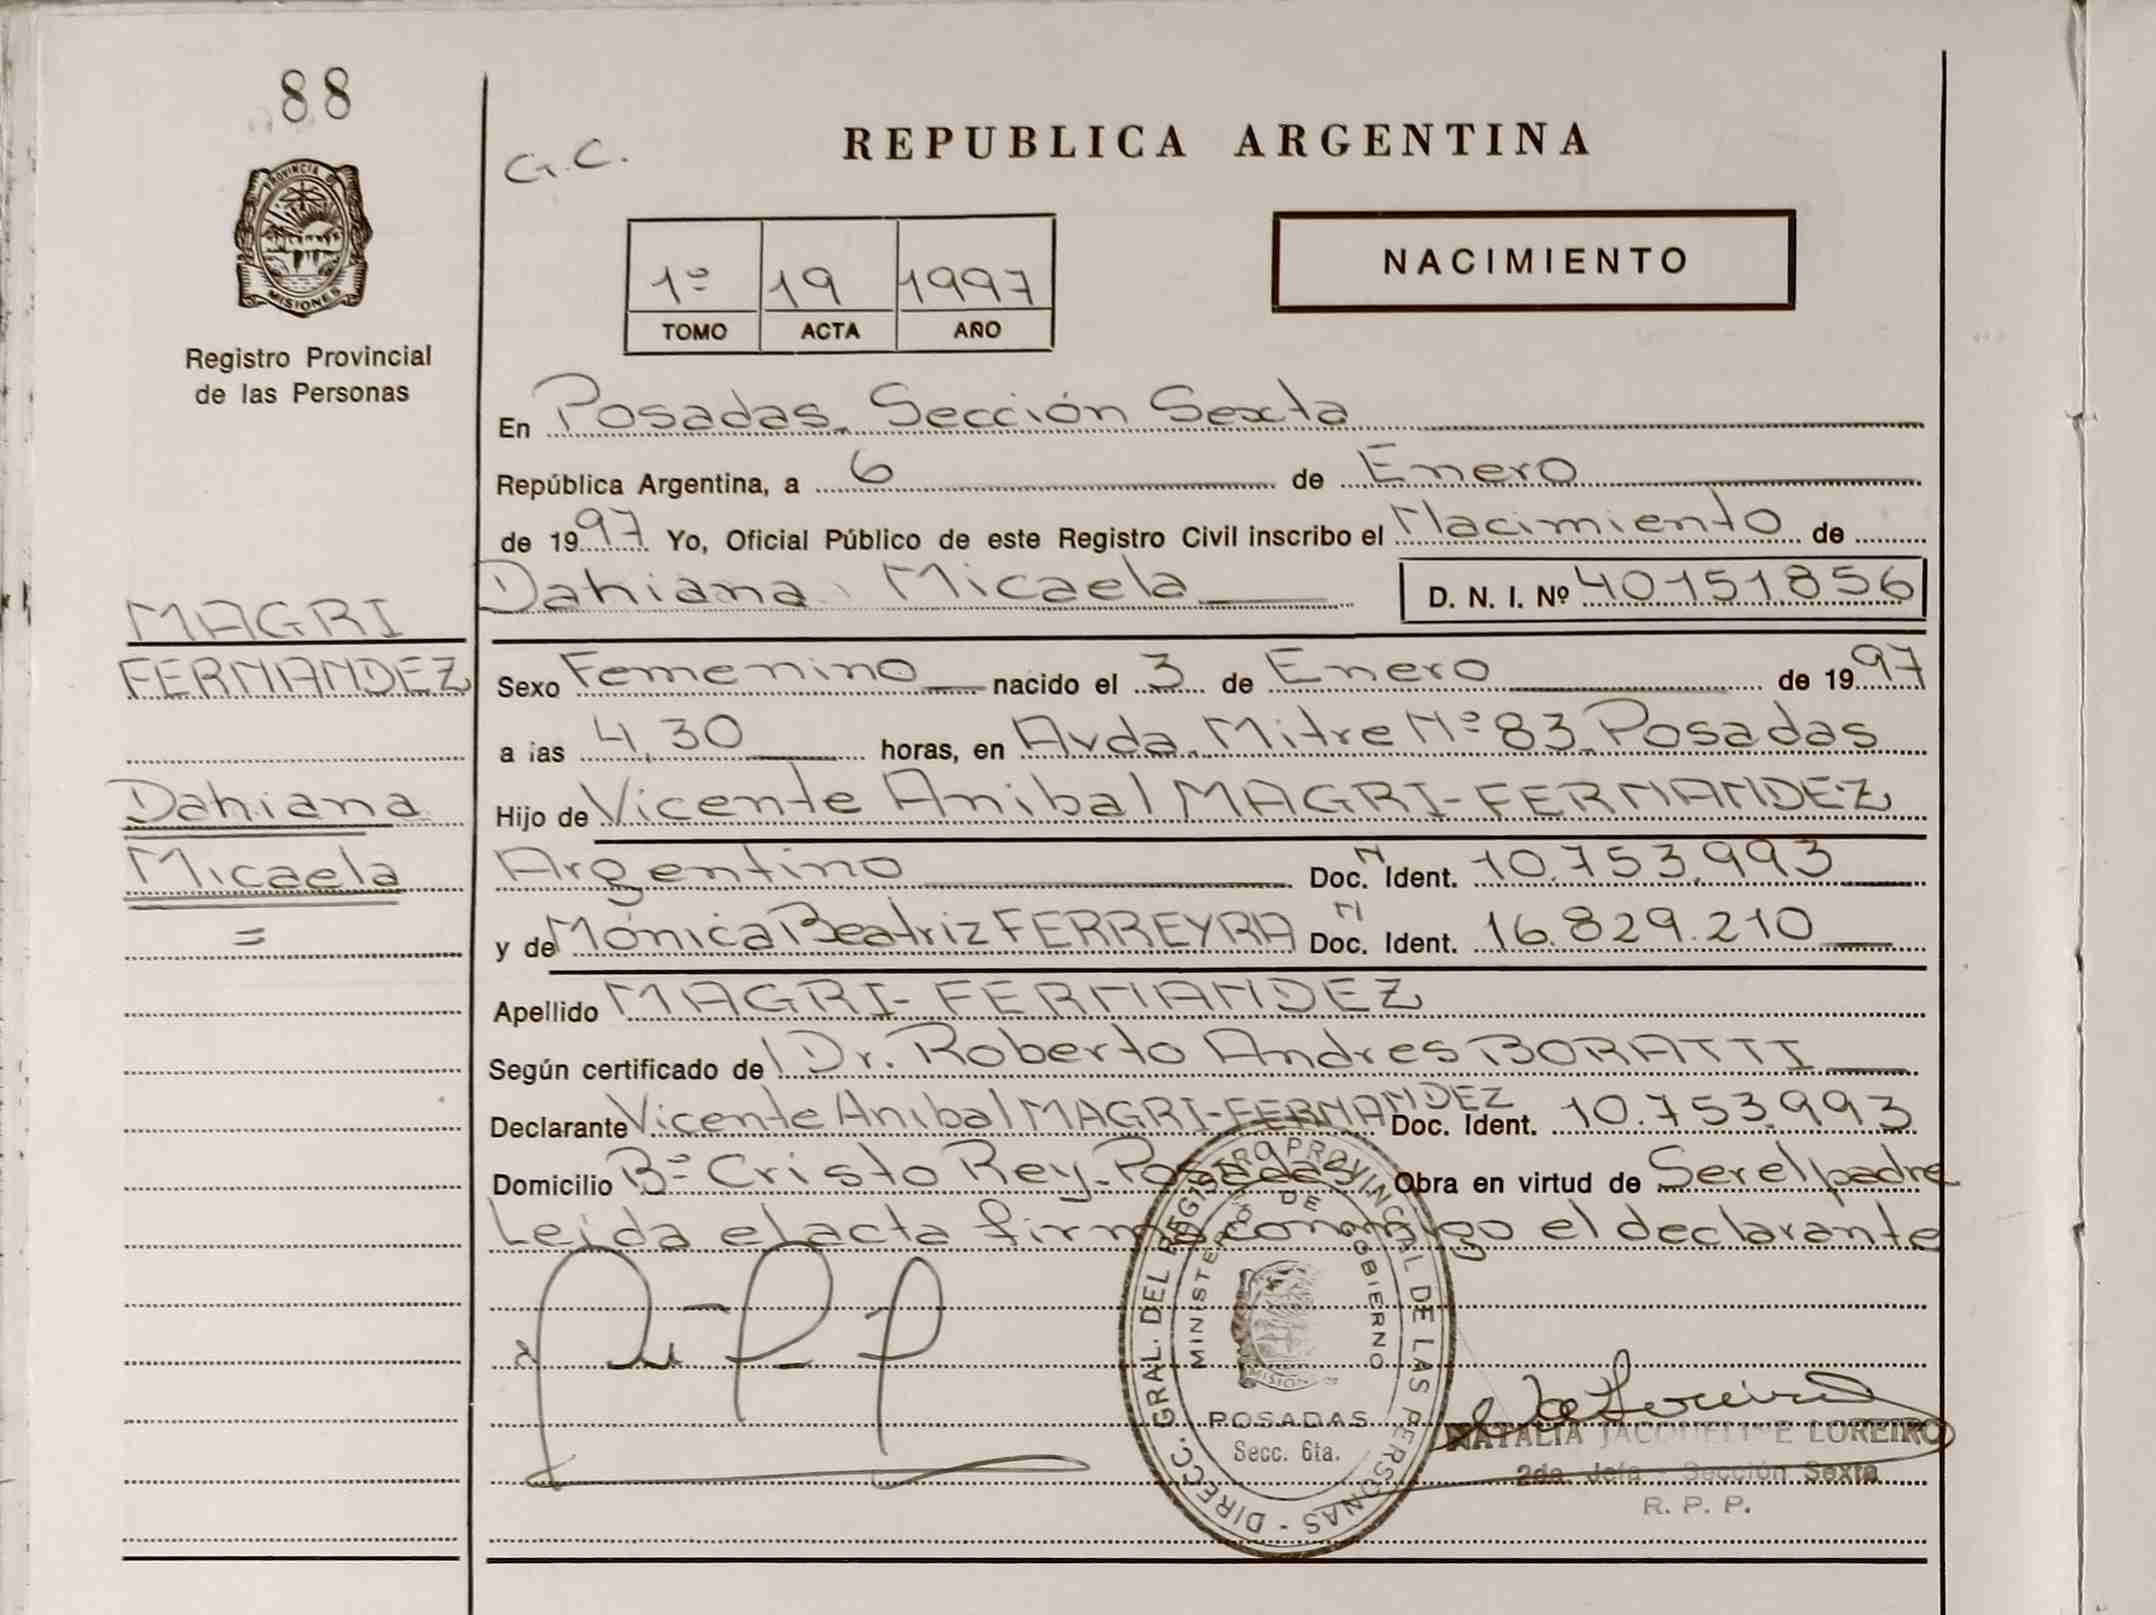 88
PROVINCIA DE
MISIONES
Registro Provincial
de las Personas
MAGRI
FERNANDEZ
Dahiana
Micaela
=
G.C.
REPUBLICA ARGENTINA
1º 19 1997
TOMO ACTA AÑO
NACIMIENTO
En Posadas. Sección Sexta
República Argentina, a 6 de Enero
de 1997 Yo, Oficial Público de este Registro Civil inscribo el Nacimiento de
Dahiana Micaela D. N. I. Nº 40151.856
Sexo Femenino nacido el 3 de Enero de 1997
a las 4,30 horas, en Avda. Mitre Nº 83 Posadas
Hijo de Vicente Anibal MAGRI-FERNANDEZ
Argentino Doc. N Ident. 10.753.993
y de Mónica Beatriz FERREYRA Doc. N Ident. 16.829.210
Apellido MAGRI-FERNANDEZ
Según certificado de Dr. Roberto Andres BORATTI
Declarante Vicente Anibal MAGRI-FERNANDEZ Doc. Ident. 10.753.993
Domicilio Bº Cristo Rey-Posadas Obra en virtud de Ser el padre
Leida el acta firma conmigo el declarante
DIRECC. GRAL. DEL REGISTRO PROVINCIAL DE LAS PERSONAS -
MINISTERIO DE GOBIERNO
MISIONES
POSADAS
Secc. 6ta.
NATALIA JACQUELINE LOREIRO
2da. Jefa - Sección Sexta
R. P. P.